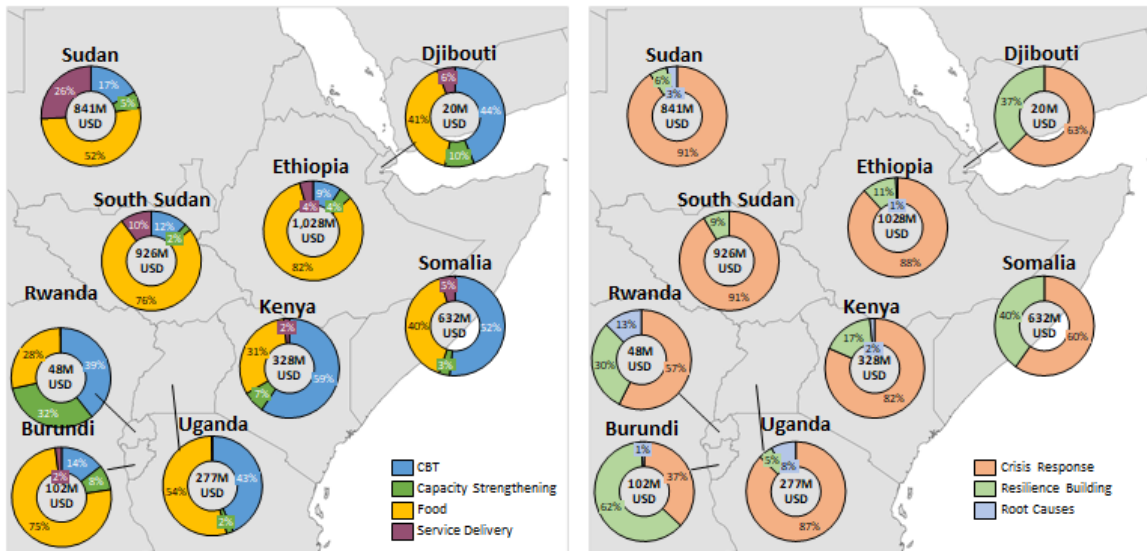 Sudan
17%
5%
52%
26%
841M
USD
Djibouti
6%
44%
10%
41%
20M
USD
Ethiopia
9%
4%
4%
82%
1,028M
USD
South Sudan
10%
12%
2%
76%
926M
USD
Somalia
5%
52%
3%
40%
632M
USD
Rwanda
28%
39%
32%
48M
USD
Kenya
2%
31%
59%
7%
328M
USD
Burundi
14%
8%
2%
75%
102M
USD
Uganda
43%
2%
54%
277M
USD
CBT
Capacity Strengthening
Food
Service Delivery
Sudan
6%
3%
91%
841M
USD
Djibouti
37%
63%
20M
USD
Ethiopia
11%
1%
88%
1028M
USD
South Sudan
9%
91%
926M
USD
Somalia
40%
60%
632M
USD
Rwanda
13%
30%
57%
48M
USD
Kenya
17%
2%
82%
328M
USD
Burundi
1%
37%
62%
102M
USD
Uganda
5%
8%
87%
277M
USD
Crisis Response
Resilience Building
Root Causes